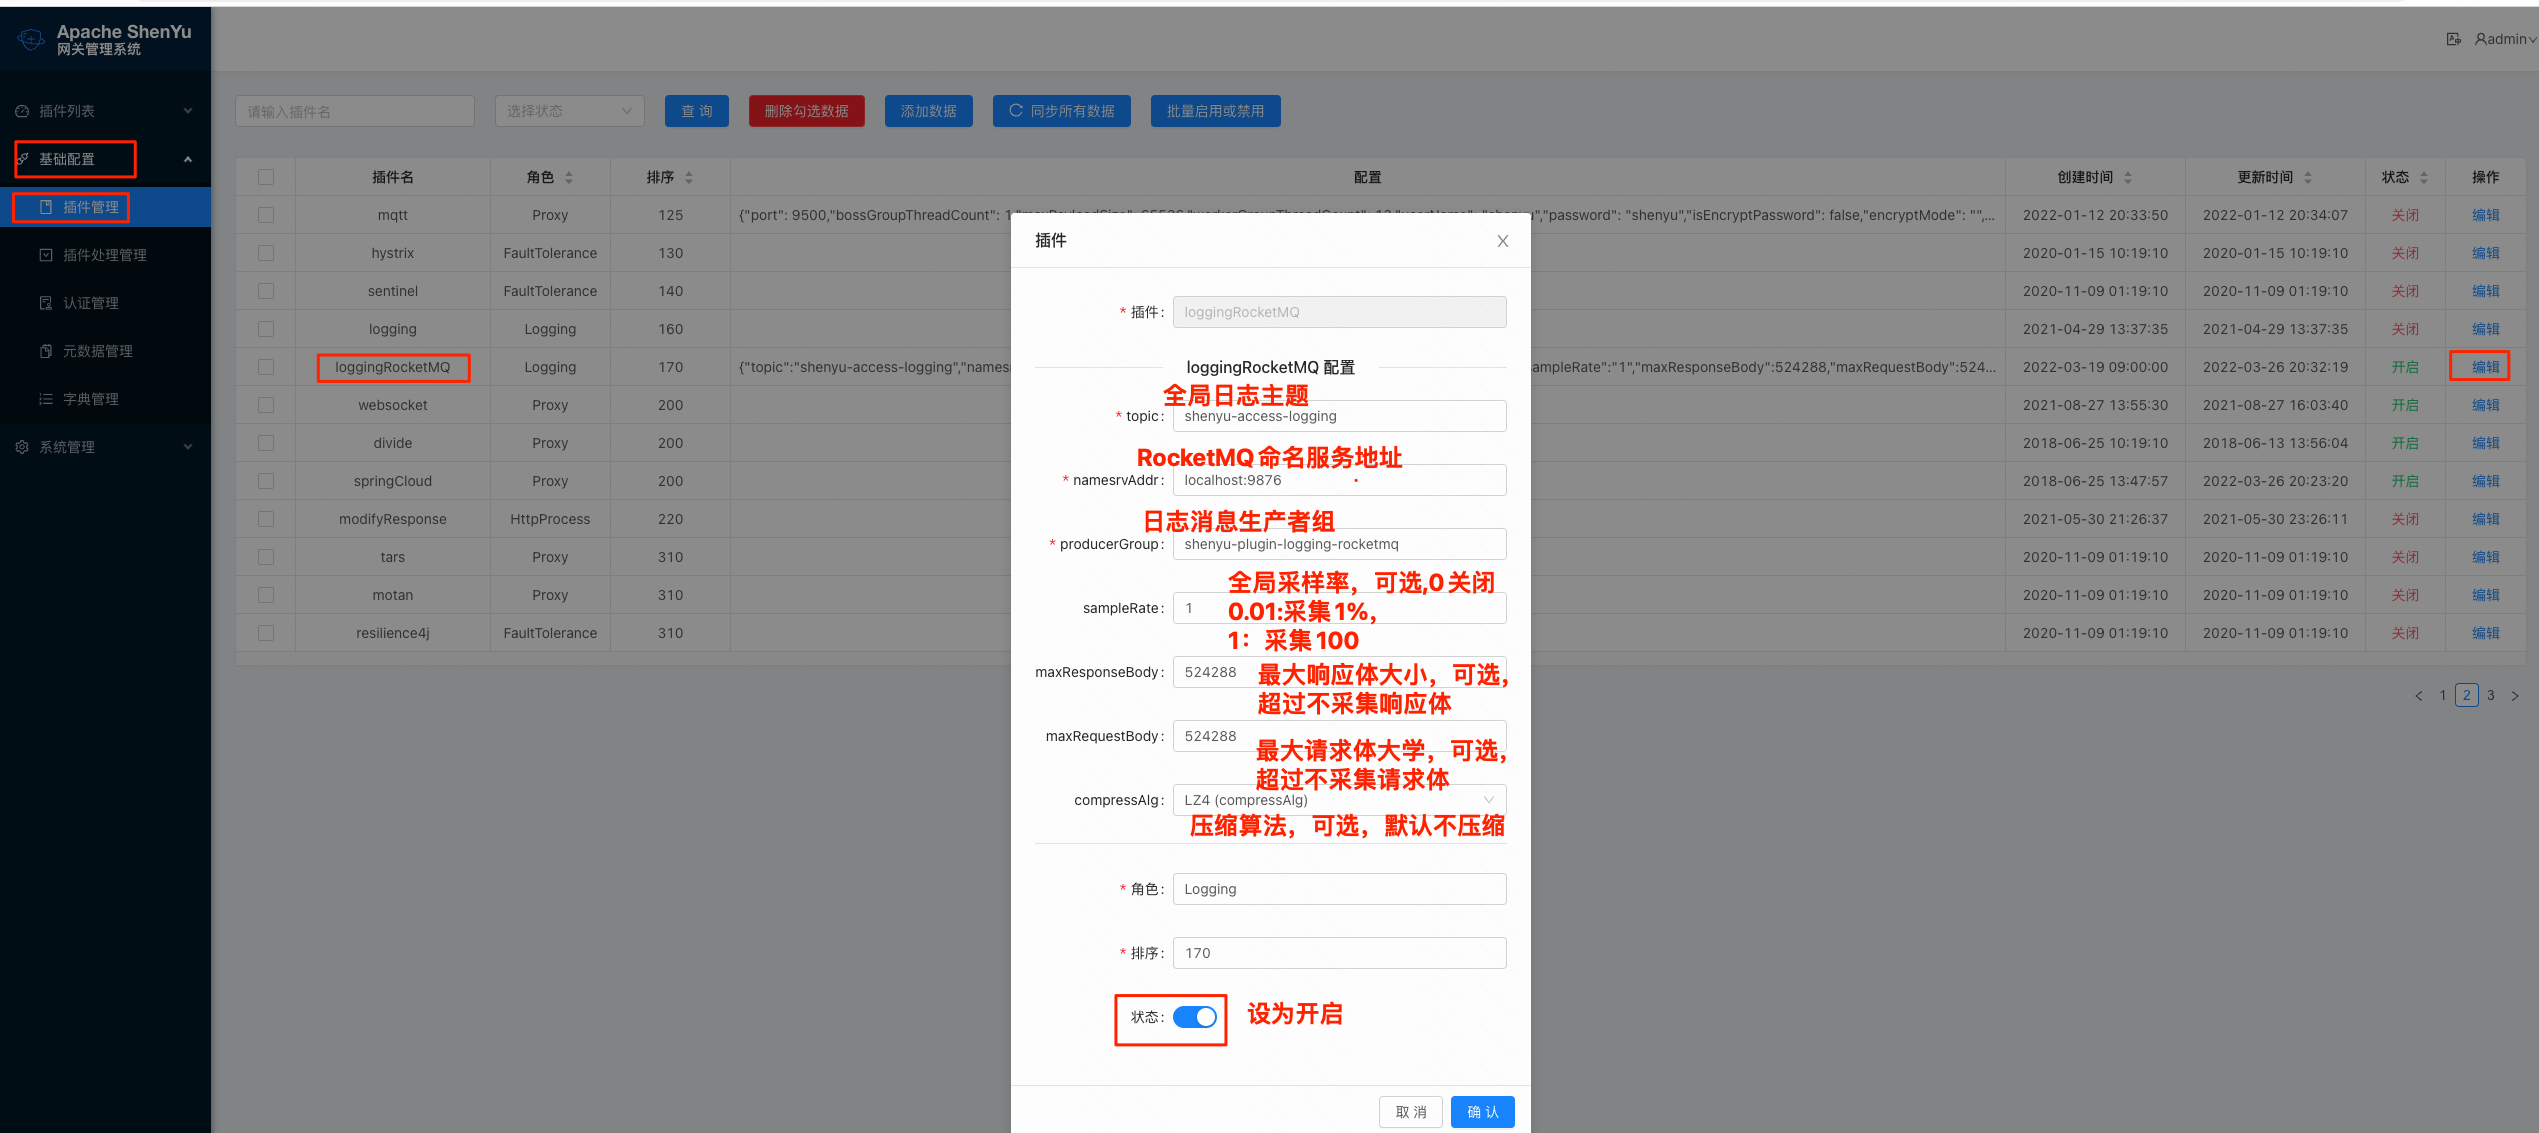 Apache ShenYu
网关管理系统
admin
插件列表
基础配置
插件管理
插件处理管理
认证管理
元数据管理
字典管理
系统管理
请输入插件名
选择状态
查 询
删除勾选数据
添加数据
同步所有数据
批量启用或禁用
插件名 角色 排序 配置 创建时间 更新时间 状态 操作
mqtt Proxy 125 {"port": 9500,"bossGroupThreadCount": 1 "password": "shenyu","isEncryptPassword": false,"encryptMode": "",... 2022-01-12 20:33:50 2022-01-12 20:34:07 关闭 编辑
hystrix FaultTolerance 130 2020-01-15 10:19:10 2020-01-15 10:19:10 关闭 编辑
sentinel FaultTolerance 140 2020-11-09 01:19:10 2020-11-09 01:19:10 关闭 编辑
logging Logging 160 2021-04-29 13:37:35 2021-04-29 13:37:35 关闭 编辑
loggingRocketMQ Logging 170 {"topic":"shenyu-access-logging","names ampleRate":"1","maxResponseBody":524288,"maxRequestBody":524... 2022-03-19 09:00:00 2022-03-26 20:32:19 开启 编辑
websocket Proxy 200 2021-08-27 13:55:30 2021-08-27 16:03:40 开启 编辑
divide Proxy 200 2018-06-25 10:19:10 2018-06-13 13:56:04 开启 编辑
springCloud Proxy 200 2018-06-25 13:47:57 2022-03-26 20:23:20 开启 编辑
modifyResponse HttpProcess 220 2021-05-30 21:26:37 2021-05-30 23:26:11 关闭 编辑
tars Proxy 310 2020-11-09 01:19:10 2020-11-09 01:19:10 关闭 编辑
motan Proxy 310 2020-11-09 01:19:10 2020-11-09 01:19:10 关闭 编辑
resilience4j FaultTolerance 310 2020-11-09 01:19:10 2020-11-09 01:19:10 关闭 编辑
< 1 2 3 >
插件
* 插件: loggingRocketMQ
loggingRocketMQ 配置
全局日志主题
* topic: shenyu-access-logging
RocketMQ 命名服务地址
* namesrvAddr: localhost:9876
日志消息生产者组
* producerGroup: shenyu-plugin-logging-rocketmq
全局采样率，可选,0 关闭
sampleRate: 1
0.01:采集 1%，
1：采集 100
maxResponseBody: 524288
最大响应体大小，可选，
超过不采集响应体
maxRequestBody: 524288
最大请求体大学，可选，
超过不采集请求体
compressAlg: LZ4 (compressAlg)
压缩算法，可选，默认不压缩
* 角色: Logging
* 排序: 170
状态: 设为开启
取 消
确 认